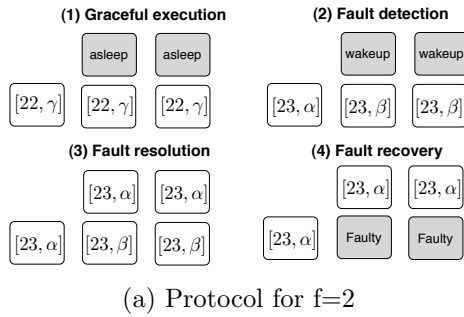 (1) Graceful execution
asleep asleep
[22, γ] [22, γ] [22, γ]
(2) Fault detection
wakeup wakeup
[23, α] [23, β] [23, β]
(3) Fault resolution
[23, α] [23, α]
[23, α] [23, β] [23, β]
(4) Fault recovery
[23, α] [23, α]
[23, α] Faulty Faulty
(a) Protocol for f=2